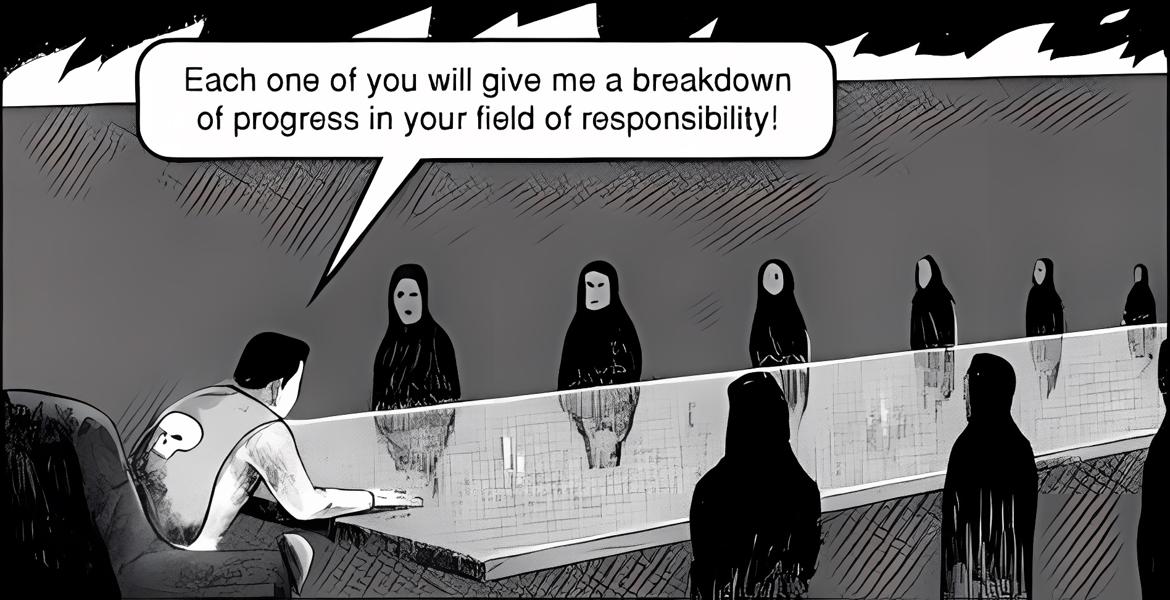 Each one of you will give me a breakdown
of progress in your field of responsibility!